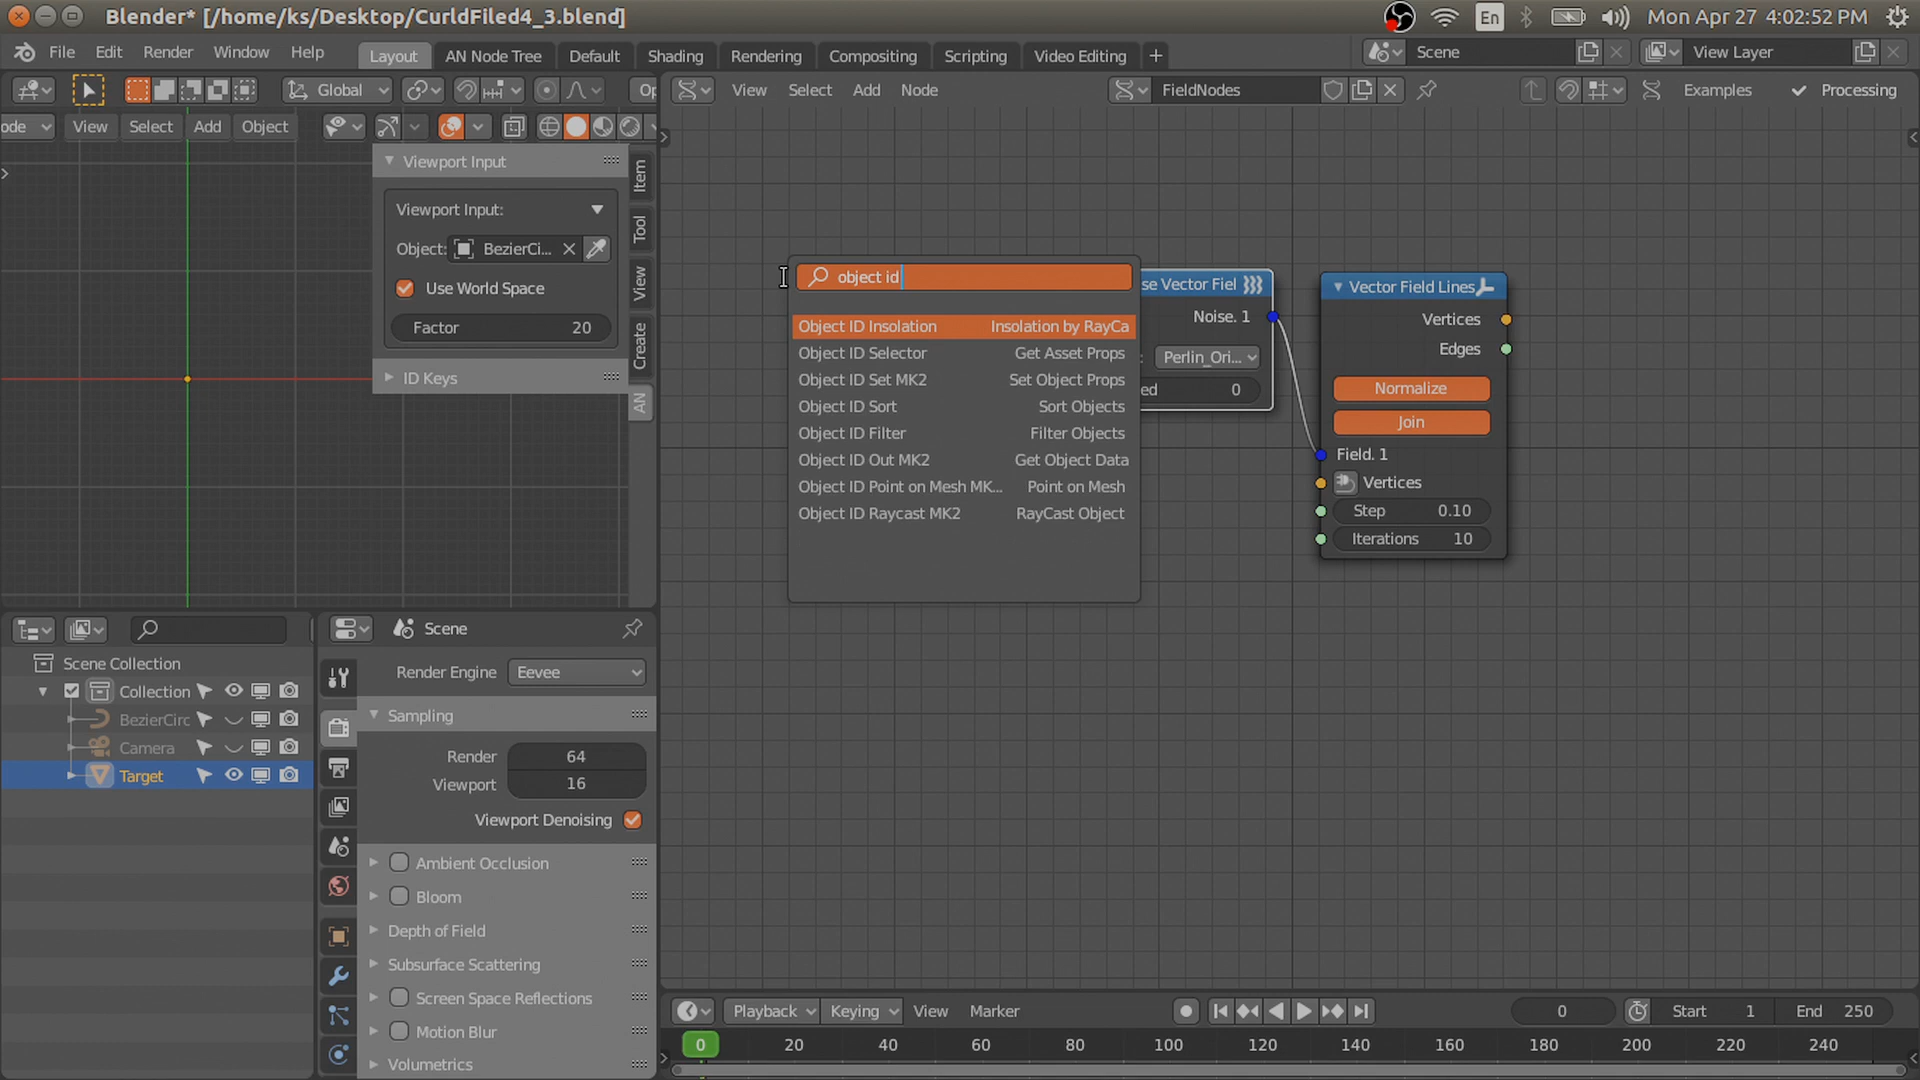 Blender* [/home/ks/Desktop/CurldFiled4_3.blend]
En
Mon Apr 27 4:02:52 PM
File Edit Render Window Help
Layout AN Node Tree Default Shading Rendering Compositing Scripting Video Editing +
Scene
View Layer
Global
Op
View Select Add Node
FieldNodes
Examples
Processing
ode View Select Add Object
Viewport Input
Viewport Input:
Object: BezierCi...
Use World Space
Factor 20
ID Keys
Item
Tool
View
Create
AN
object id
Object ID Insolation Insolation by RayCa
Object ID Selector Get Asset Props
Object ID Set MK2 Set Object Props
Object ID Sort Sort Objects
Object ID Filter Filter Objects
Object ID Out MK2 Get Object Data
Object ID Point on Mesh MK... Point on Mesh
Object ID Raycast MK2 RayCast Object
se Vector Fiel
Noise. 1
: Perlin_Ori...
ed 0
Vector Field Lines
Vertices
Edges
Normalize
Join
Field. 1
Vertices
Step 0.10
Iterations 10
Scene Collection
Collection
BezierCirc
Camera
Target
Scene
Render Engine Eevee
Sampling
Render 64
Viewport 16
Viewport Denoising
Ambient Occlusion
Bloom
Depth of Field
Subsurface Scattering
Screen Space Reflections
Motion Blur
Volumetrics
Playback Keying View Marker
0
Start 1 End 250
0 20 40 60 80 100 120 140 160 180 200 220 240